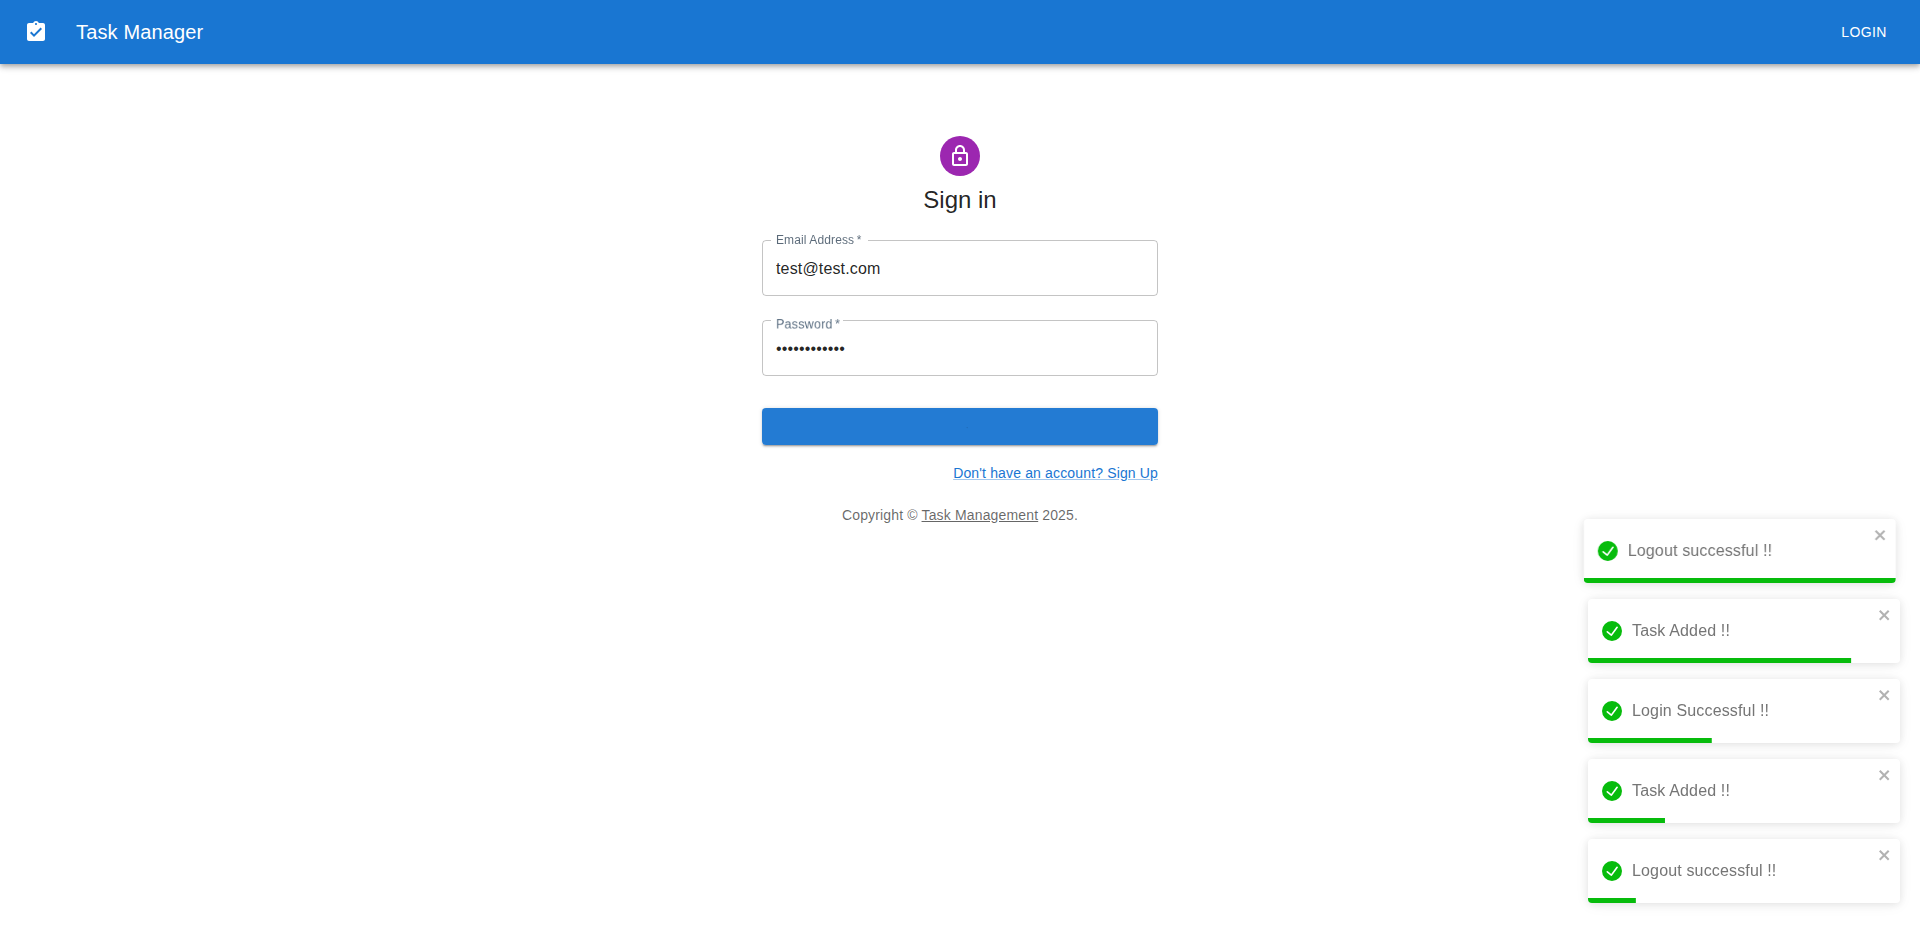 Task Manager
LOGIN
Sign in
Email Address *
test@test.com
Password *
••••••••••••
Don't have an account? Sign Up
Copyright © Task Management 2025.
Logout successful !!
Task Added !!
Login Successful !!
Task Added !!
Logout successful !!